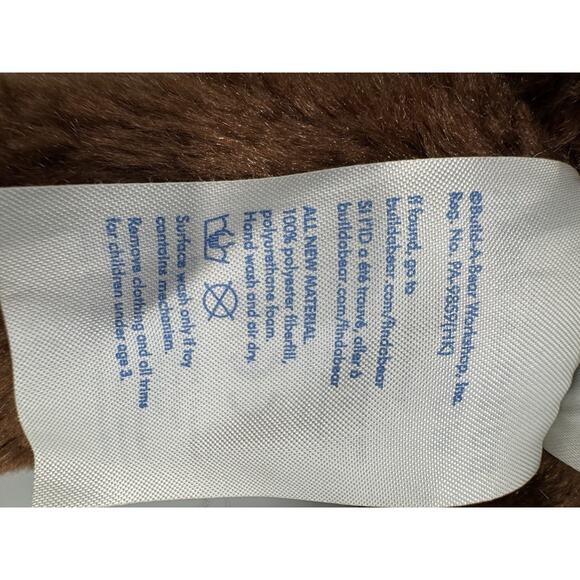 ©Build-A-Bear Workshop, Inc.
Reg. No. PA-9857(HK)
If found, go to
buildabear.com/findabear
SI l'ID a été trouvé, aller à
buildabear.com/findabear
ALL NEW MATERIAL
100% polyester fiberfill,
polyurethane foam
Hand wash and air dry.
Surface wash only if toy
contains mechanism.
Remove clothing and all trims
for children under age 3.